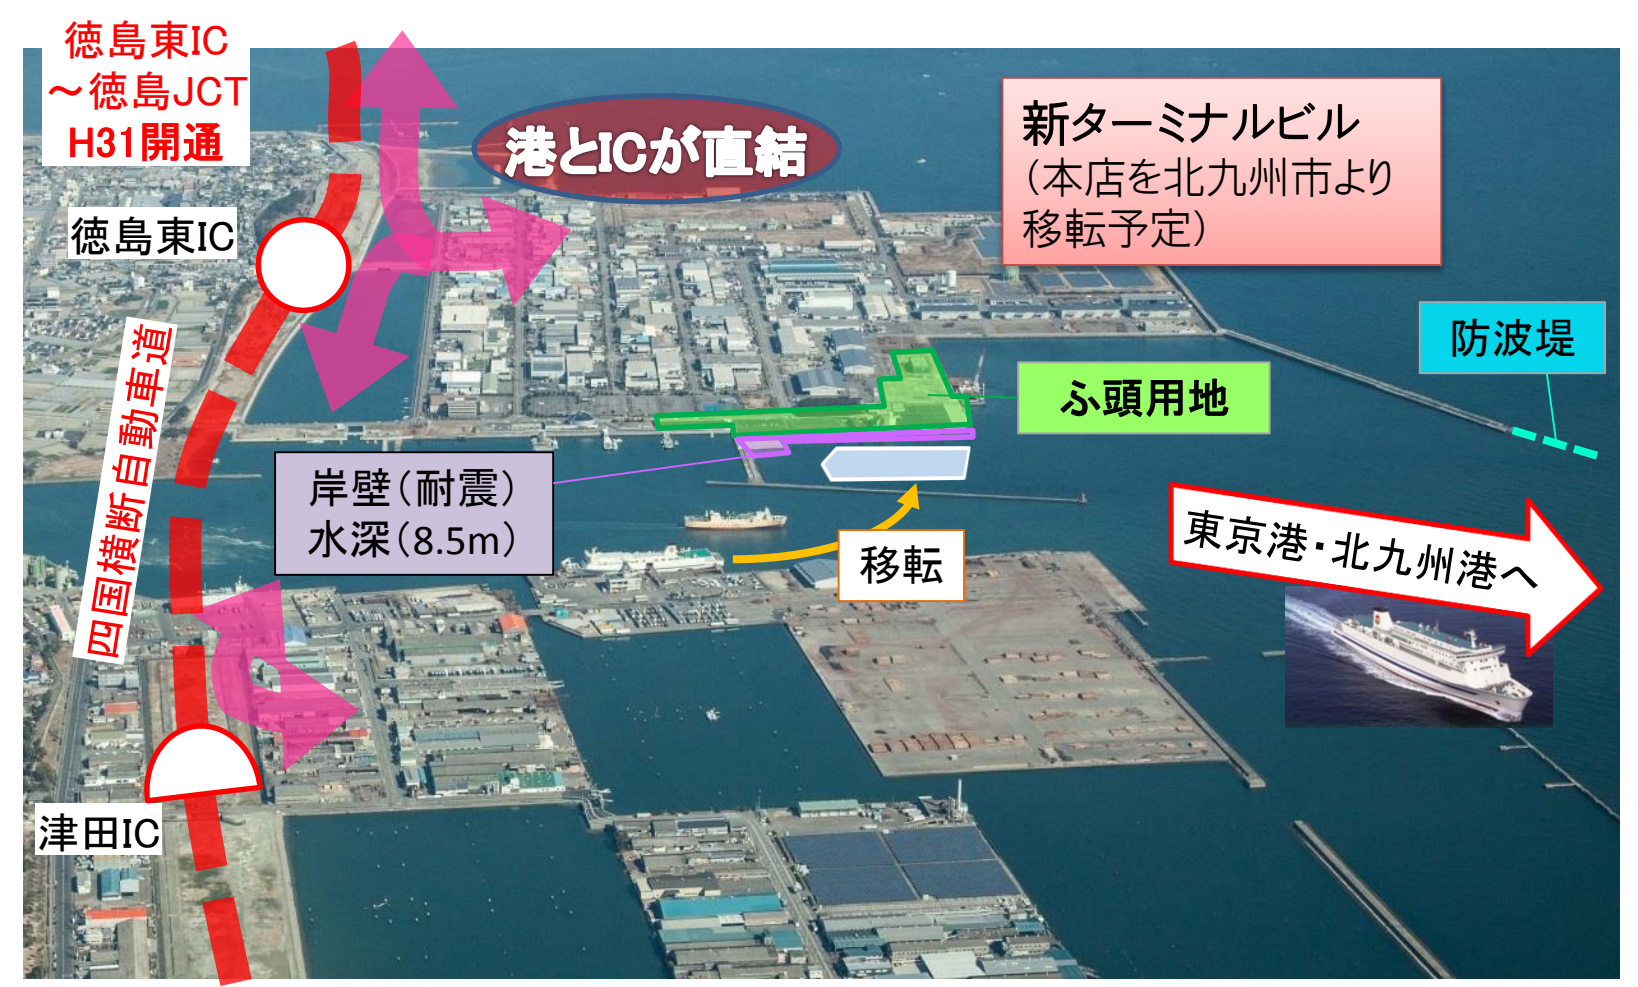 徳島東IC
～徳島JCT
H31開通
港とICが直結
新ターミナルビル
（本店を北九州市より
移転予定）
徳島東IC
防波堤
四国横断自動車道
ふ頭用地
岸壁（耐震）
水深（8.5m）
移転
東京港・北九州港へ
津田IC